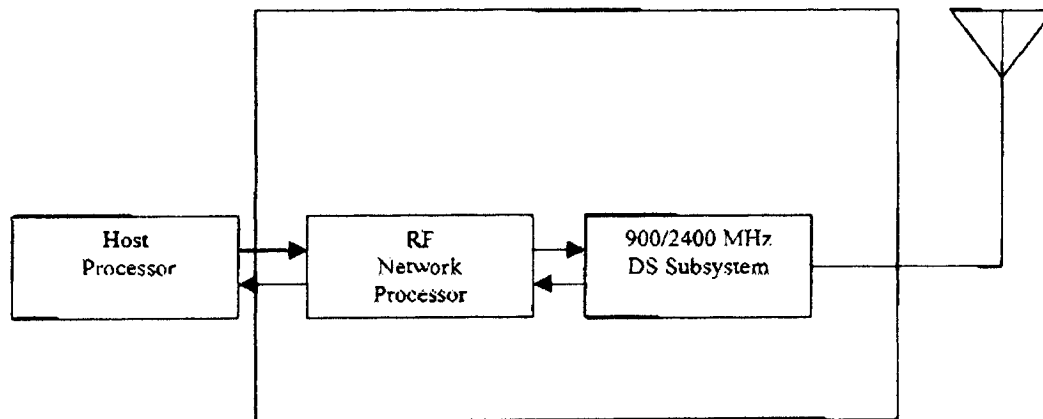 Host
Processor
RF
Network
Processor
900/2400 MHz
DS Subsystem